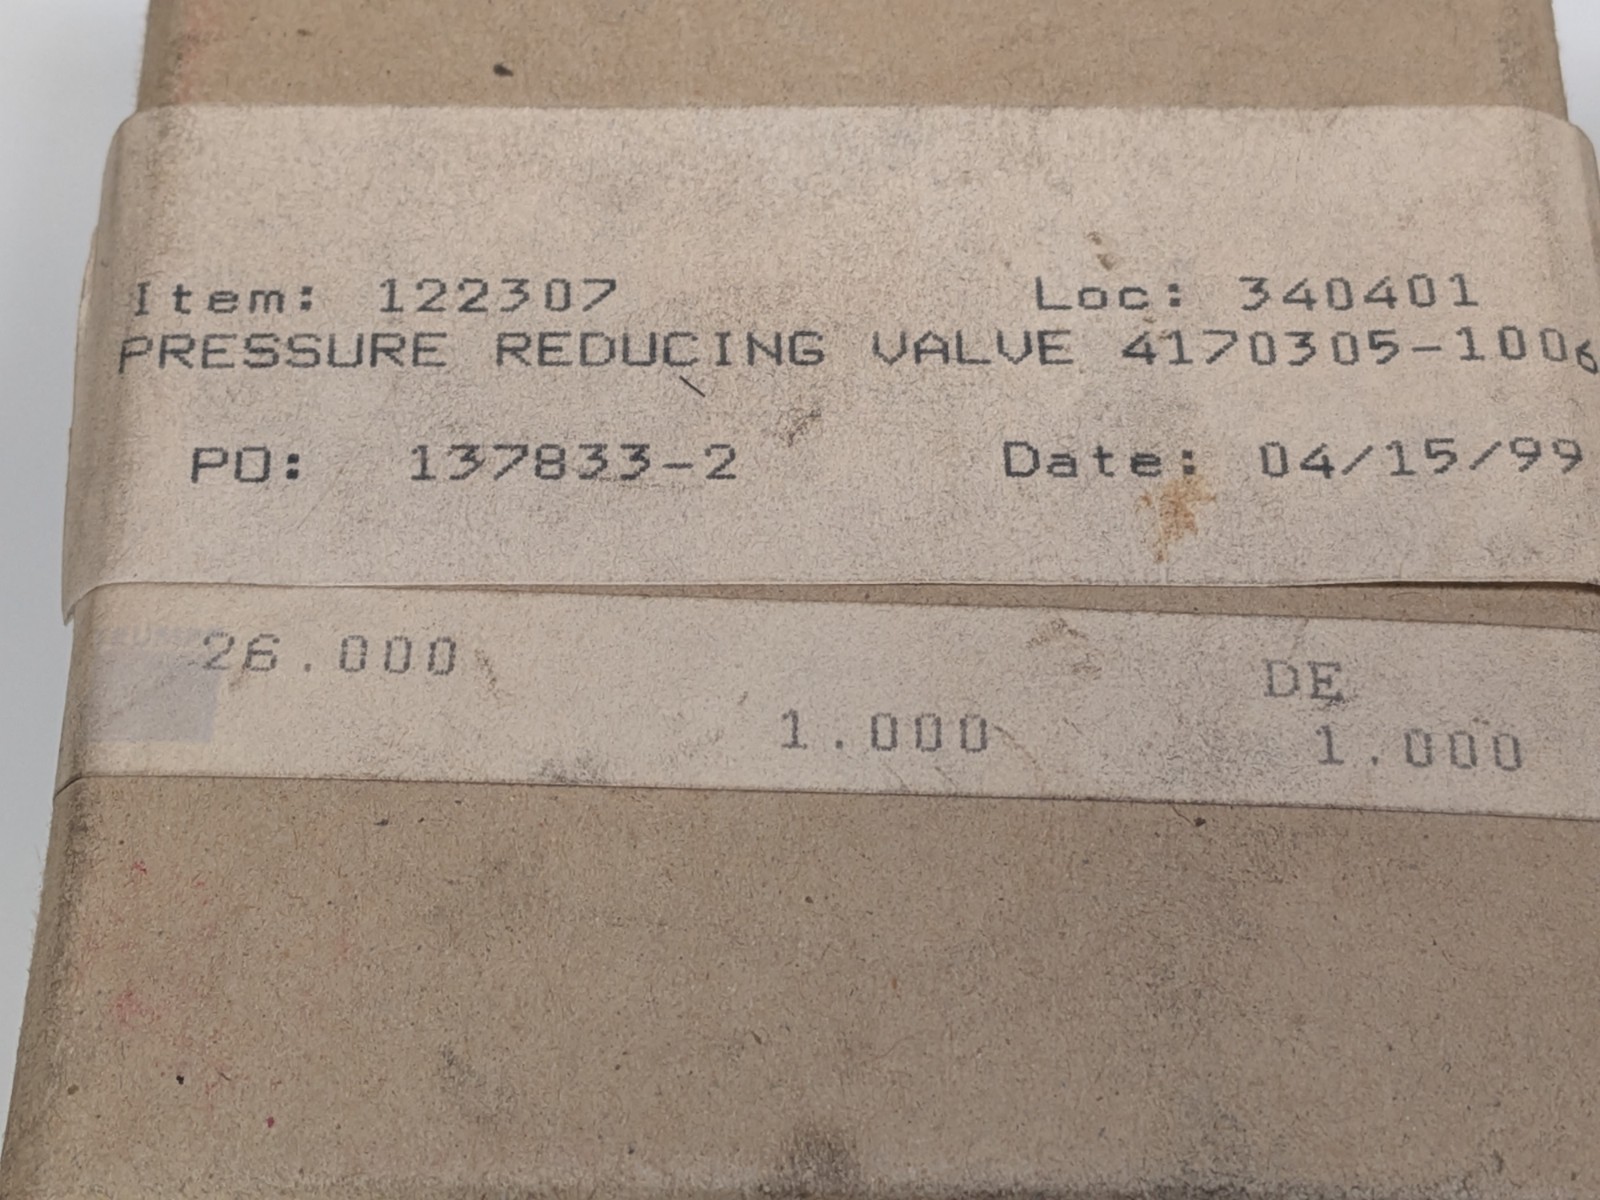 Item: 122307 Loc: 340401
PRESSURE REDUCING VALVE 4170305-1006
PO: 137833-2 Date: 04/15/99
26.000 DE
1.000 1.000